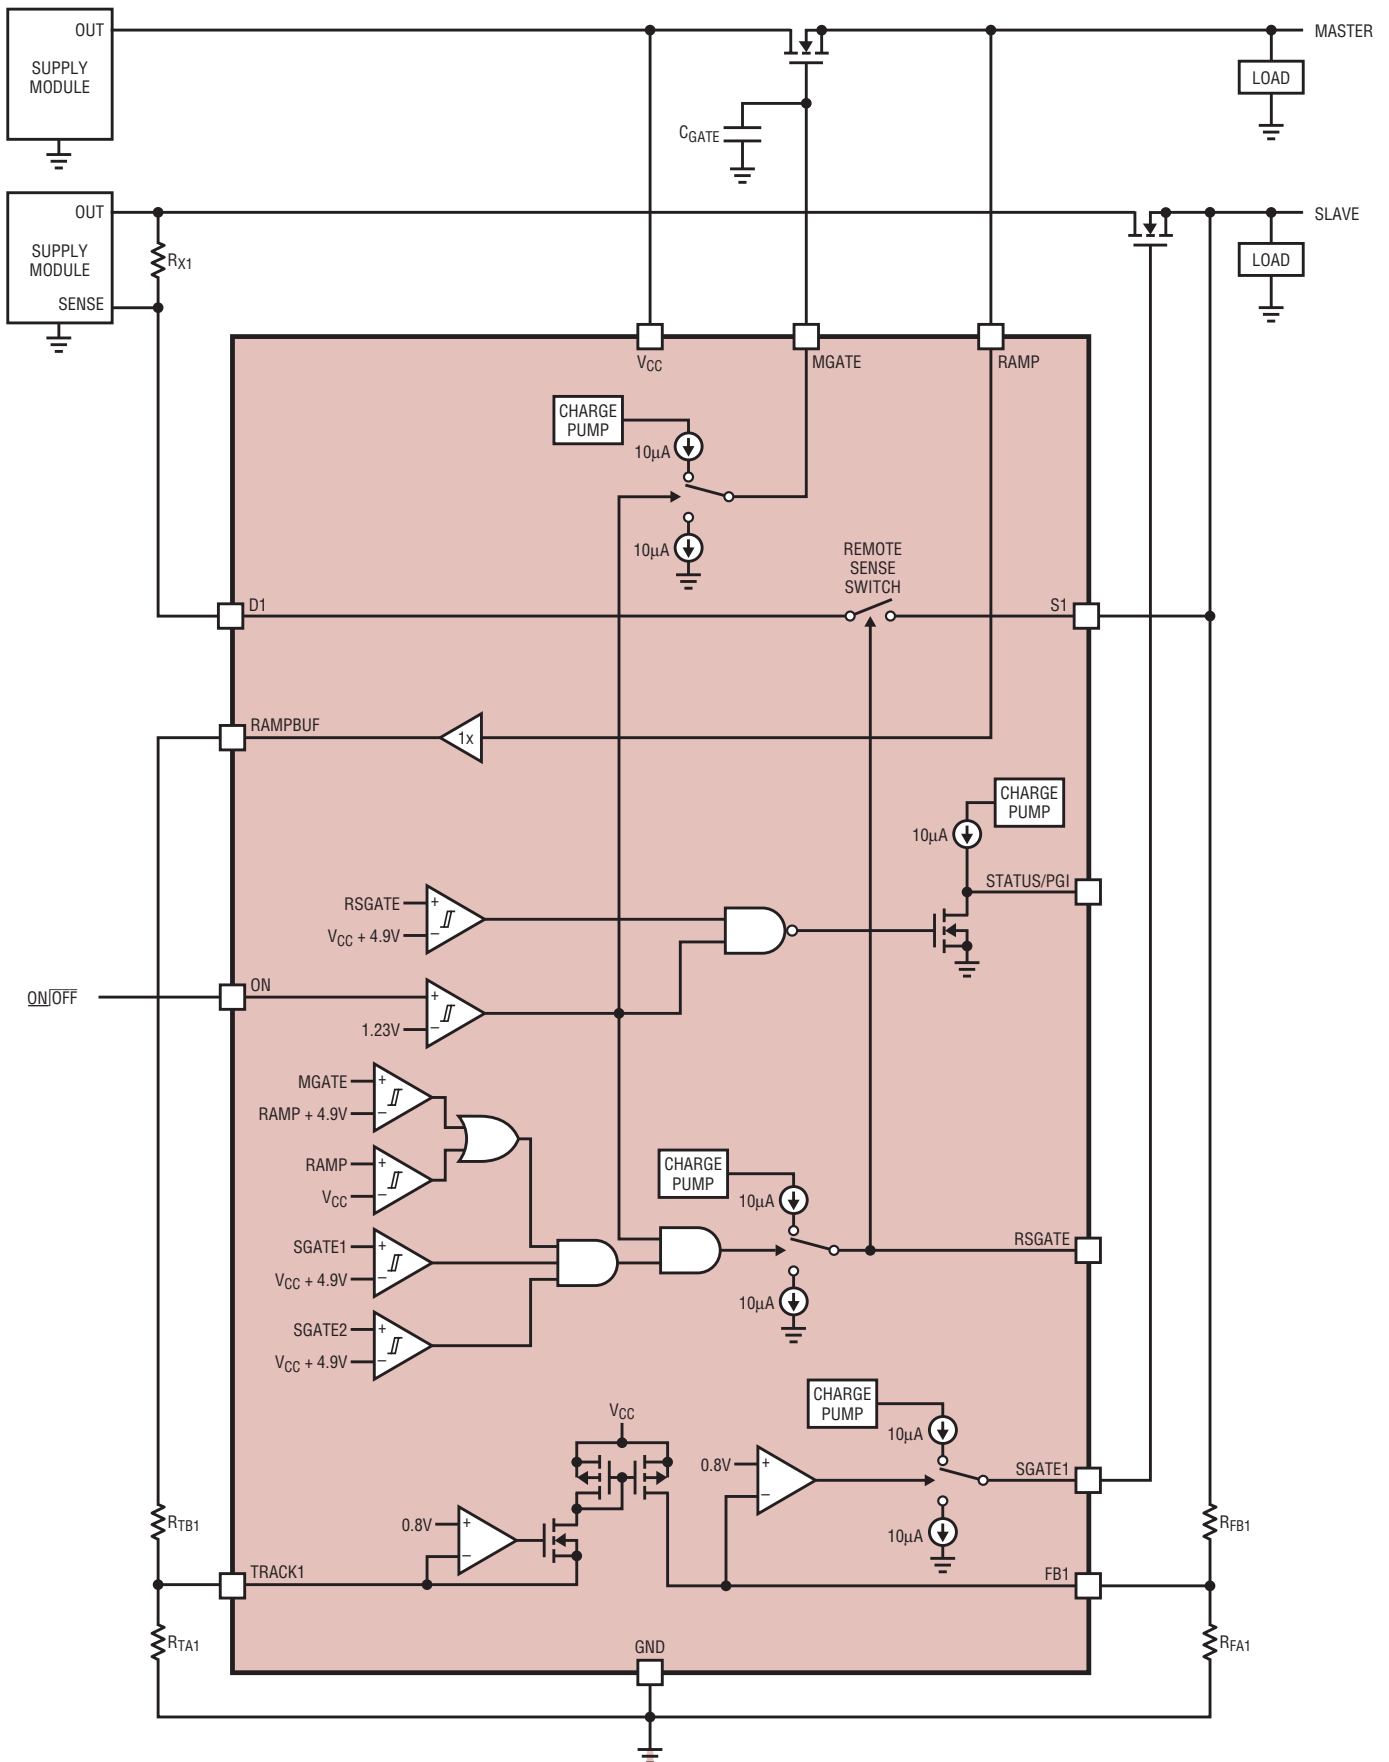 OUT
SUPPLY
MODULE
MASTER
LOAD
CGATE
OUT
SUPPLY
MODULE
SENSE
RX1
SLAVE
LOAD
VCC
MGATE
RAMP
CHARGE
PUMP
10µA
10µA
REMOTE
SENSE
SWITCH
D1
S1
RAMPBUF
1x
CHARGE
PUMP
10µA
STATUS/PGI
RSGATE
+
VCC + 4.9V
–
ON/OFF
ON
+
1.23V
–
MGATE
+
RAMP + 4.9V
–
RAMP
+
VCC
–
CHARGE
PUMP
10µA
RSGATE
10µA
SGATE1
+
VCC + 4.9V
–
SGATE2
+
VCC + 4.9V
–
CHARGE
PUMP
10µA
VCC
0.8V
+
–
SGATE1
10µA
RTB1
0.8V
+
–
RFB1
TRACK1
FB1
RTA1
GND
RFA1